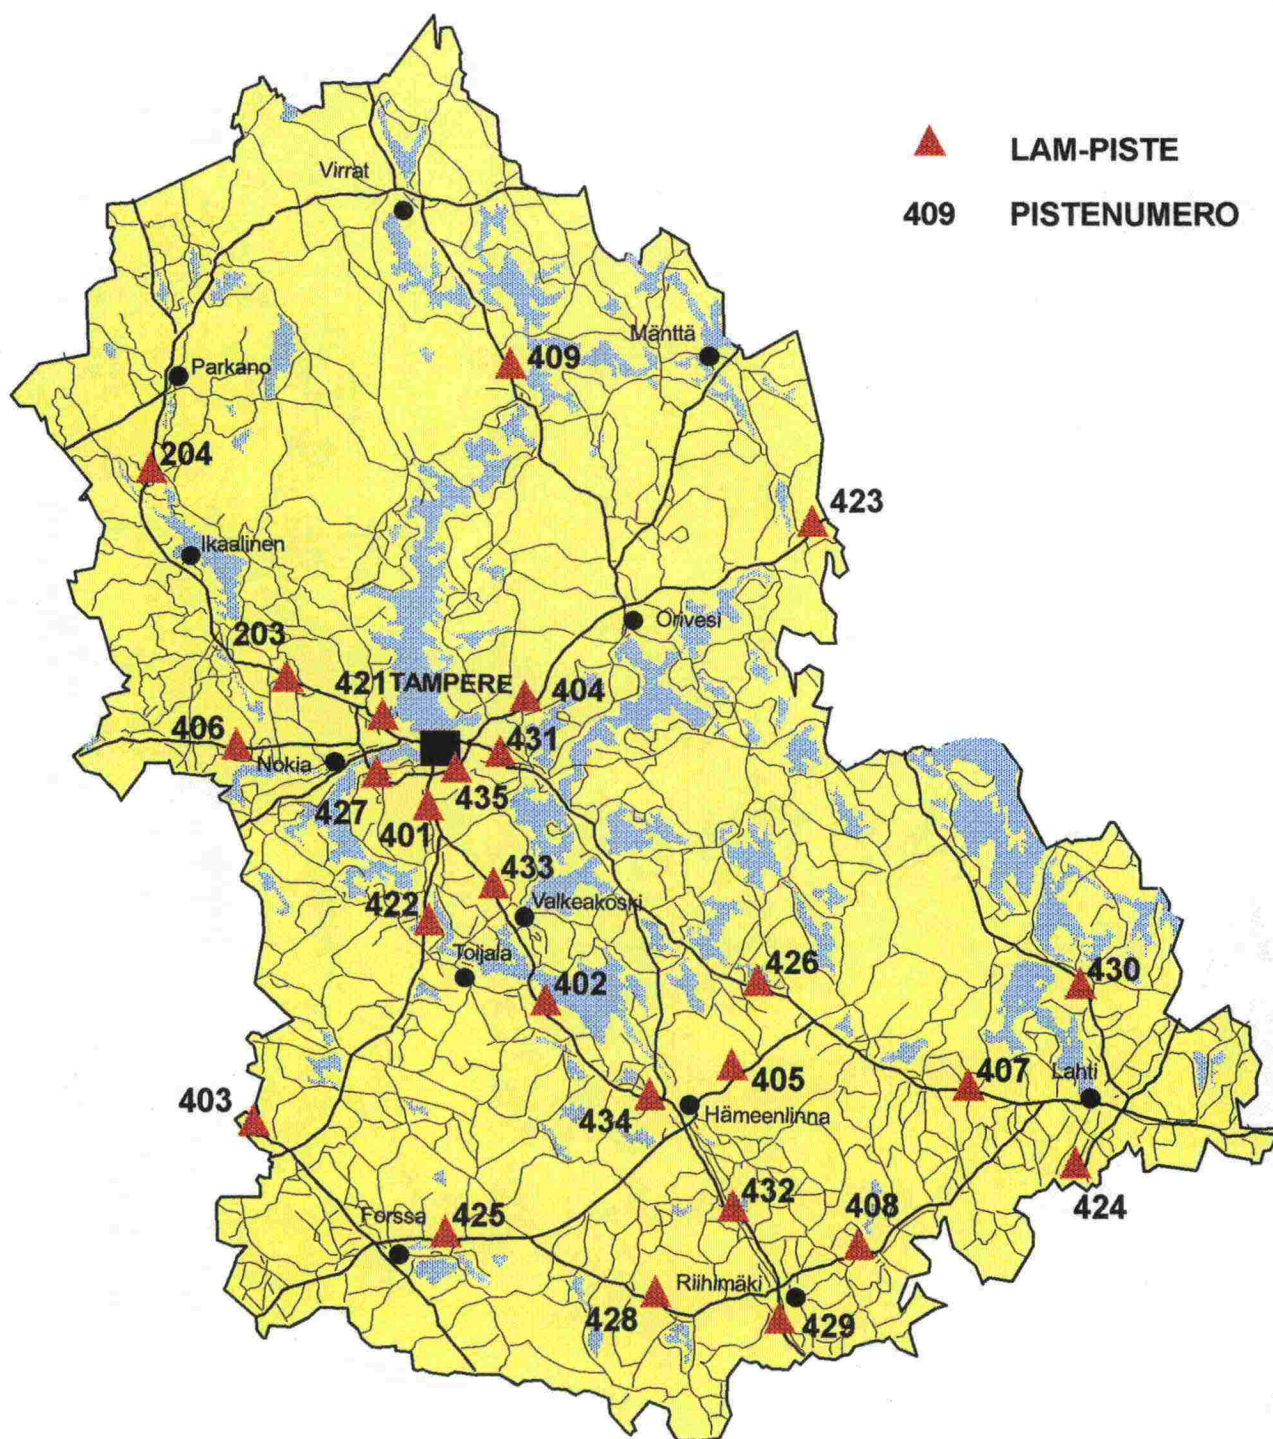 LAM-PISTE
409 PISTENUMERO
Virrat
Mänttä
409
Parkano
204
423
Ikaalinen
Orivesi
203
421 TAMPERE
404
406
431
Nokia
427
435
401
433
422
Valkeakoski
Toijala
426
402
430
405
407
Lahti
403
434
Hämeenlinna
432
408
424
Forssa
425
Riihimäki
428
429